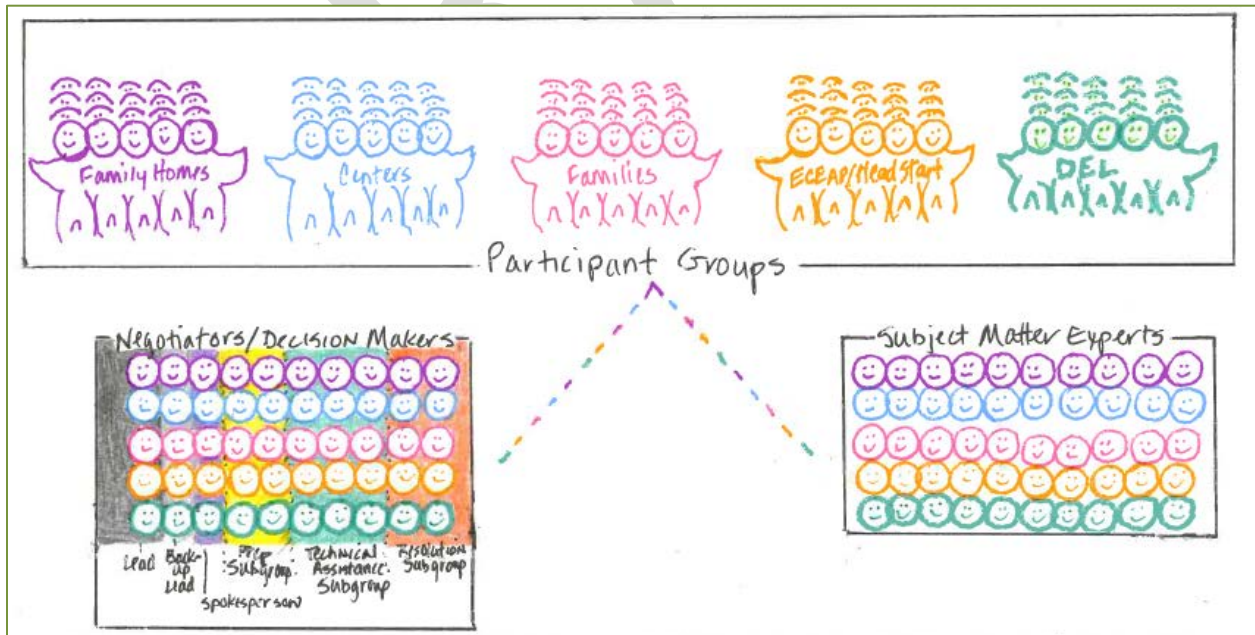 Family Homes
Centers
Families
ECEAP/Head Start
DEL
Participant Groups
Negotiators/Decision Makers
Subject Matter Experts
Lead
Back-
up
Lead
Spokesperson
Prep
Subgroup
Technical
Assistance
Subgroup
Resolution
Subgroup